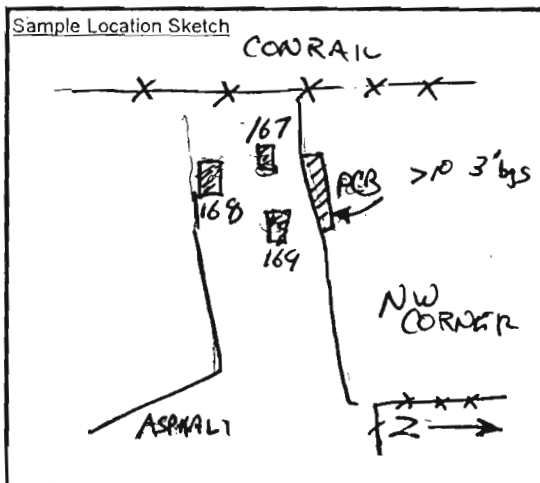 Sample Location Sketch
CONRAIL
167
168
169
PCB >10 3' bgs
NW
CORNER
ASPHALT
Z